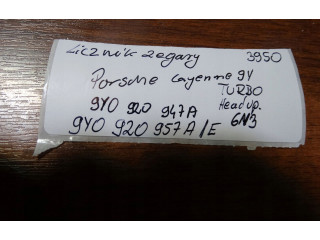 Licznik zegary 3950
Porsche Cayenne 9Y
TURBO
9Y0 920 947A Head up.
9Y0 920 957A/E 6N3